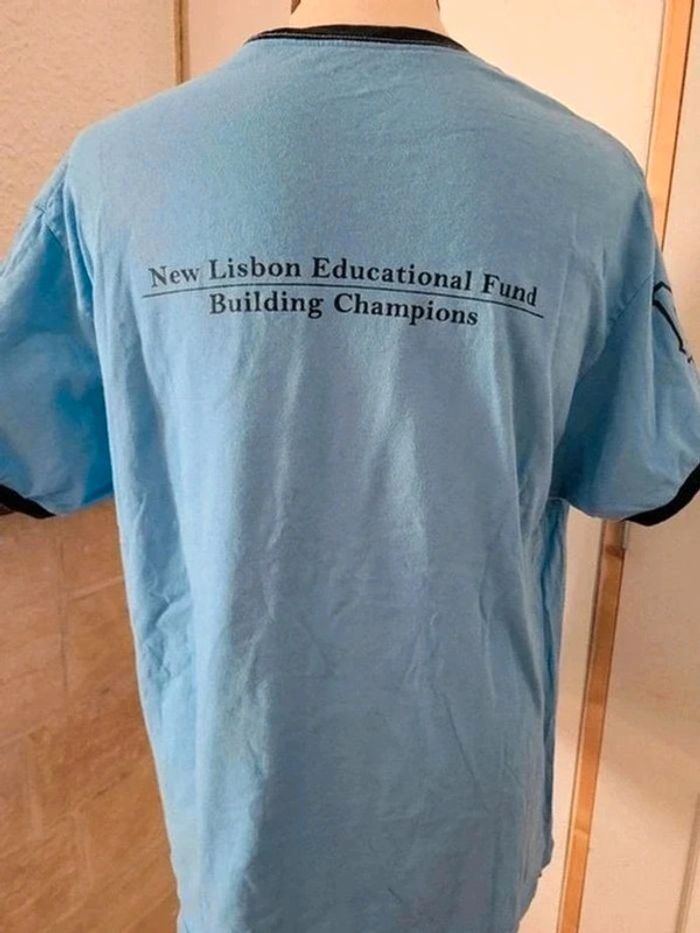 New Lisbon Educational Fund
Building Champions